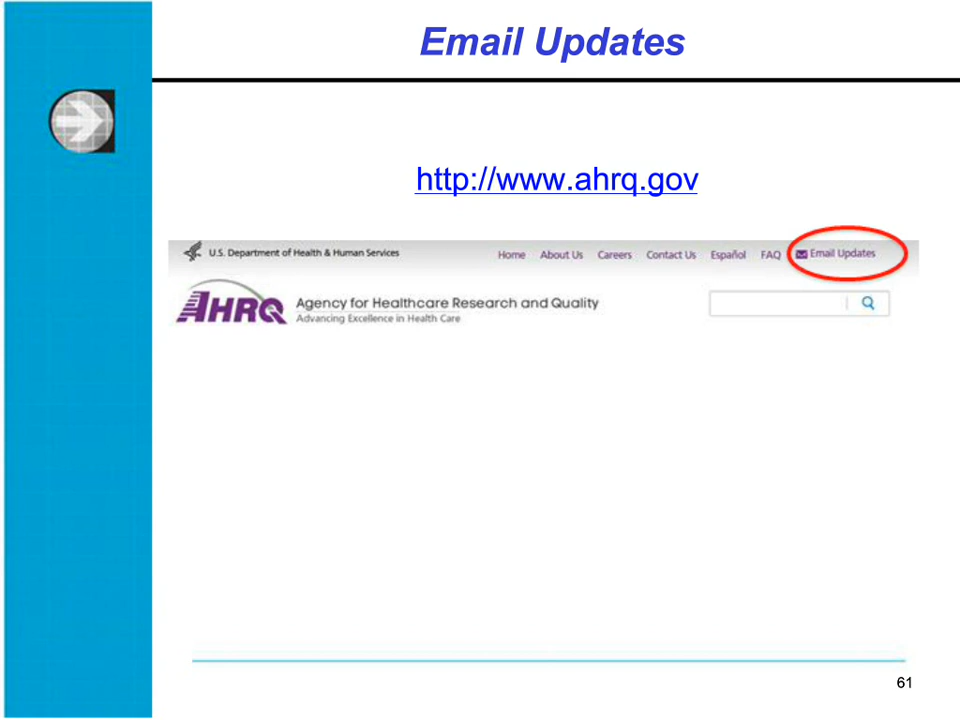 Email Updates
http://www.ahrq.gov
U.S. Department of Health & Human Services Home About Us Careers Contact Us Español FAQ Email Updates
AHRQ Agency for Healthcare Research and Quality
Advancing Excellence in Health Care
61